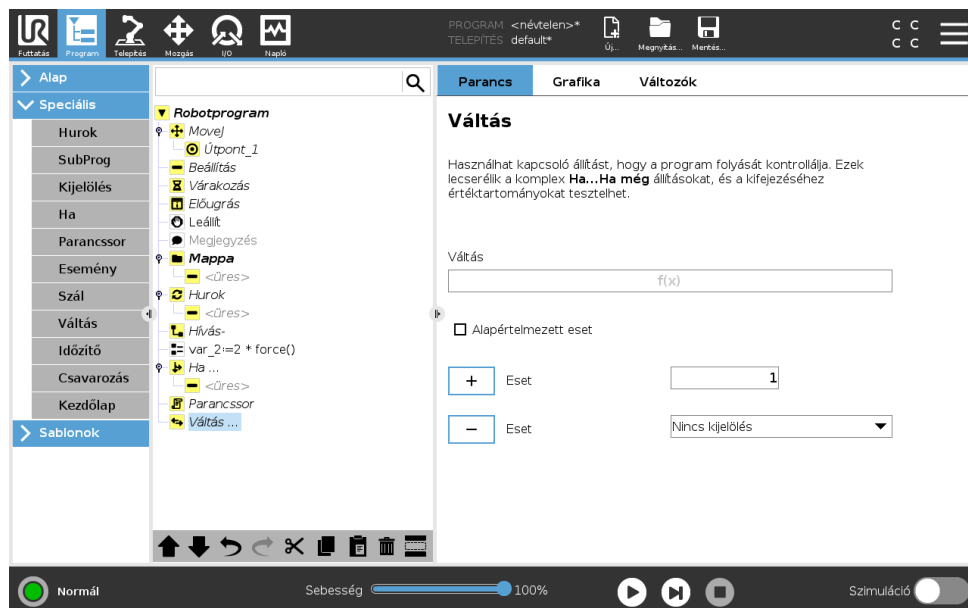 Futtatás
Program
Telepítés
Mozgás
I/O
Napló
PROGRAM <névtelen>*
TELEPÍTÉS default*
Új...
Megnyitás...
Mentés...
C C
C C
Alap
Speciális
Hurok
SubProg
Kijelölés
Ha
Parancssor
Esemény
Szál
Váltás
Időzítő
Csavarozás
Kezdőlap
Sablonok
Robotprogram
MoveJ
Útpont_1
Beállítás
Várakozás
Előugrás
Leállít
Megjegyzés
Mappa
<üres>
Hurok
<üres>
Hívás-
var_2:=2 * force()
Ha ...
<üres>
Parancssor
Váltás ...
Parancs
Grafika
Változók
Váltás
Használhat kapcsoló állítást, hogy a program folyását kontrollálja. Ezek
lecserélik a komplex Ha...Ha még állításokat, és a kifejezéséhez
értéktartományokat tesztelhet.
Váltás
f(x)
Alapértelmezett eset
+ Eset 1
− Eset Nincs kijelölés
Normál
Sebesség 100%
Szimuláció